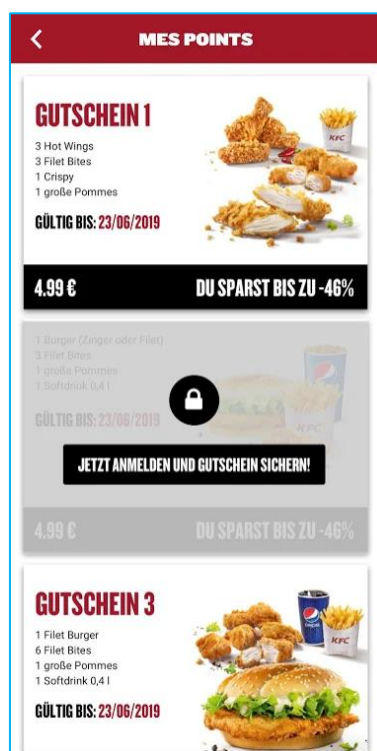 MES POINTS
GUTSCHEIN 1
3 Hot Wings
3 Filet Bites
1 Crispy
1 große Pommes
GÜLTIG BIS: 23/06/2019
KFC
4.99 €
DU SPARST BIS ZU -46%
1 Burger (Zinger oder Filet)
3 Filet Bites
1 große Pommes
1 Softdrink 0,4 l
GÜLTIG BIS: 23/06/2019
KFC
JETZT ANMELDEN UND GUTSCHEIN SICHERN!
4.99 €
DU SPARST BIS ZU -46%
GUTSCHEIN 3
1 Filet Burger
6 Filet Bites
1 große Pommes
1 Softdrink 0,4 l
GÜLTIG BIS: 23/06/2019
pepsi
KFC